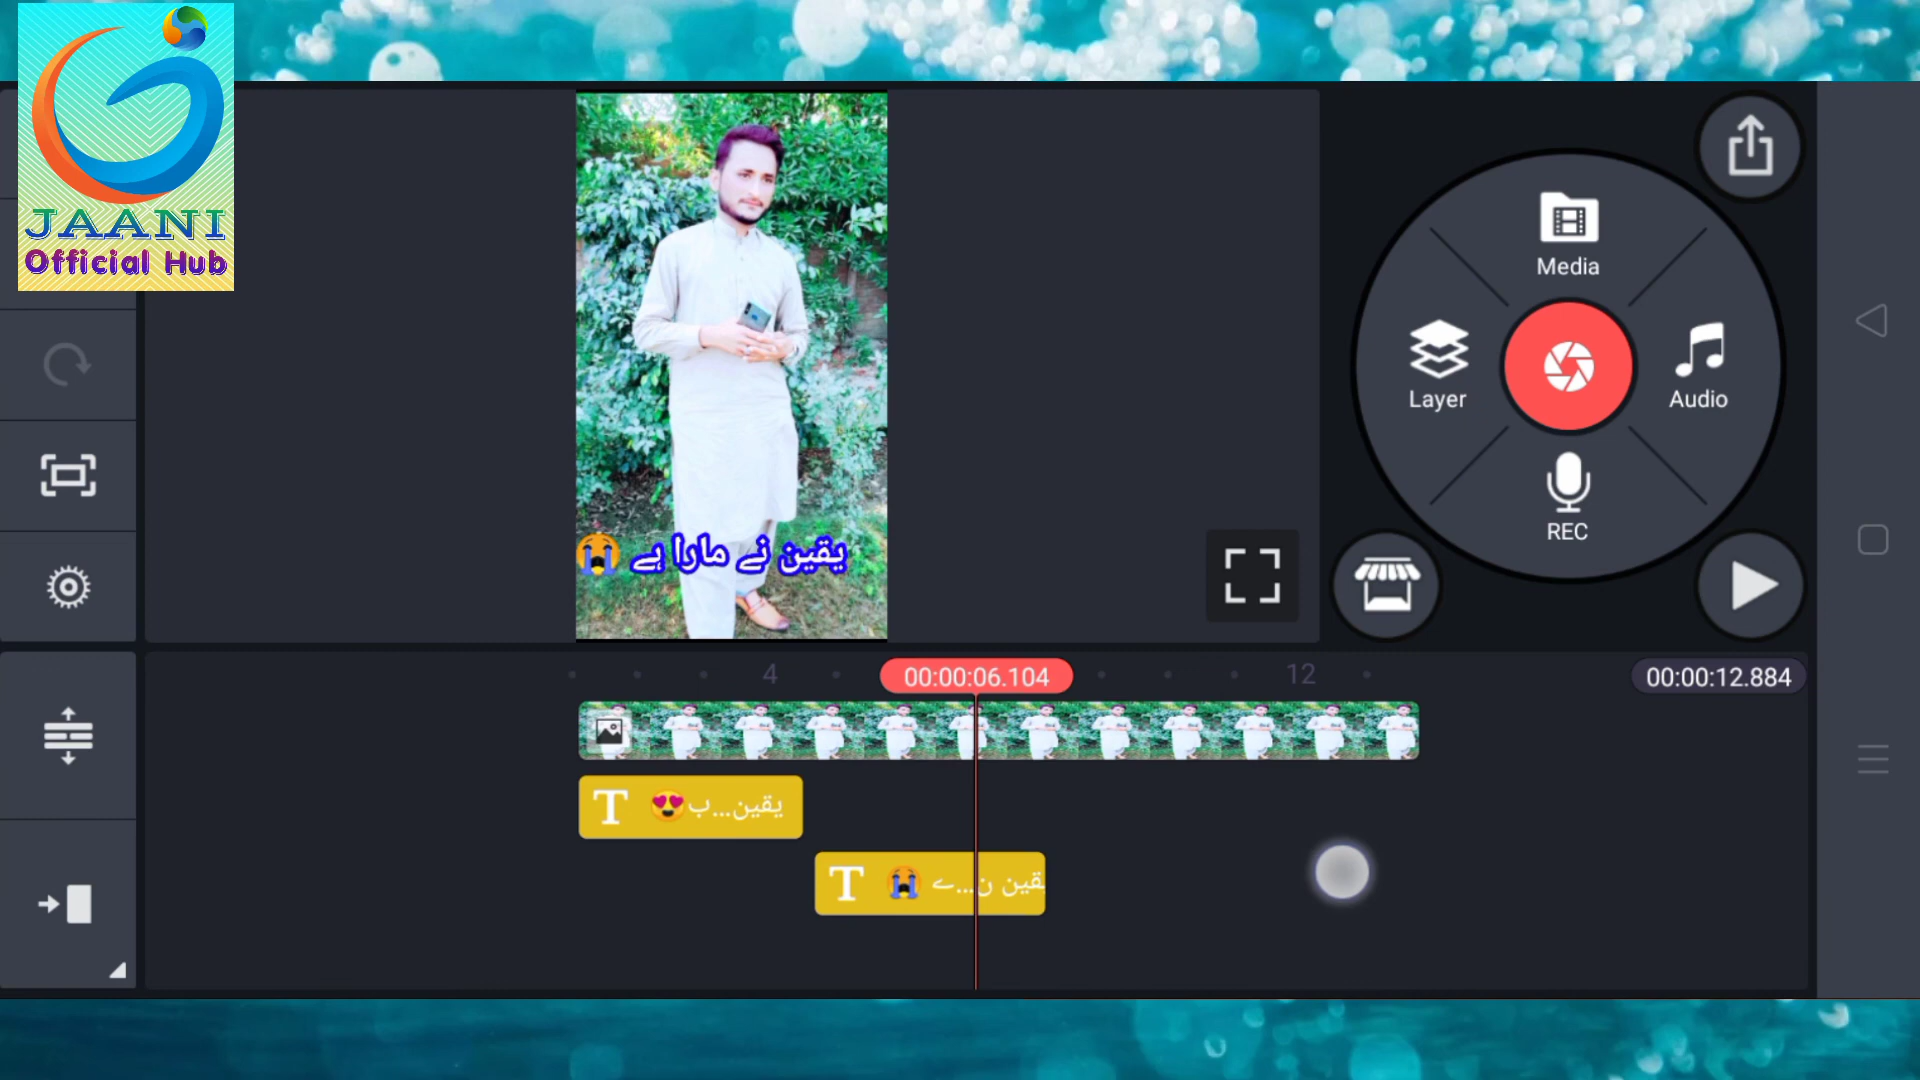 JAANI
Official Hub
Media
Layer
Audio
REC
یقین نے مارا ہے 😭
4
00:00:06.104
12
00:00:12.884
T یقین...ب😍
T یقین ن...ے 😭